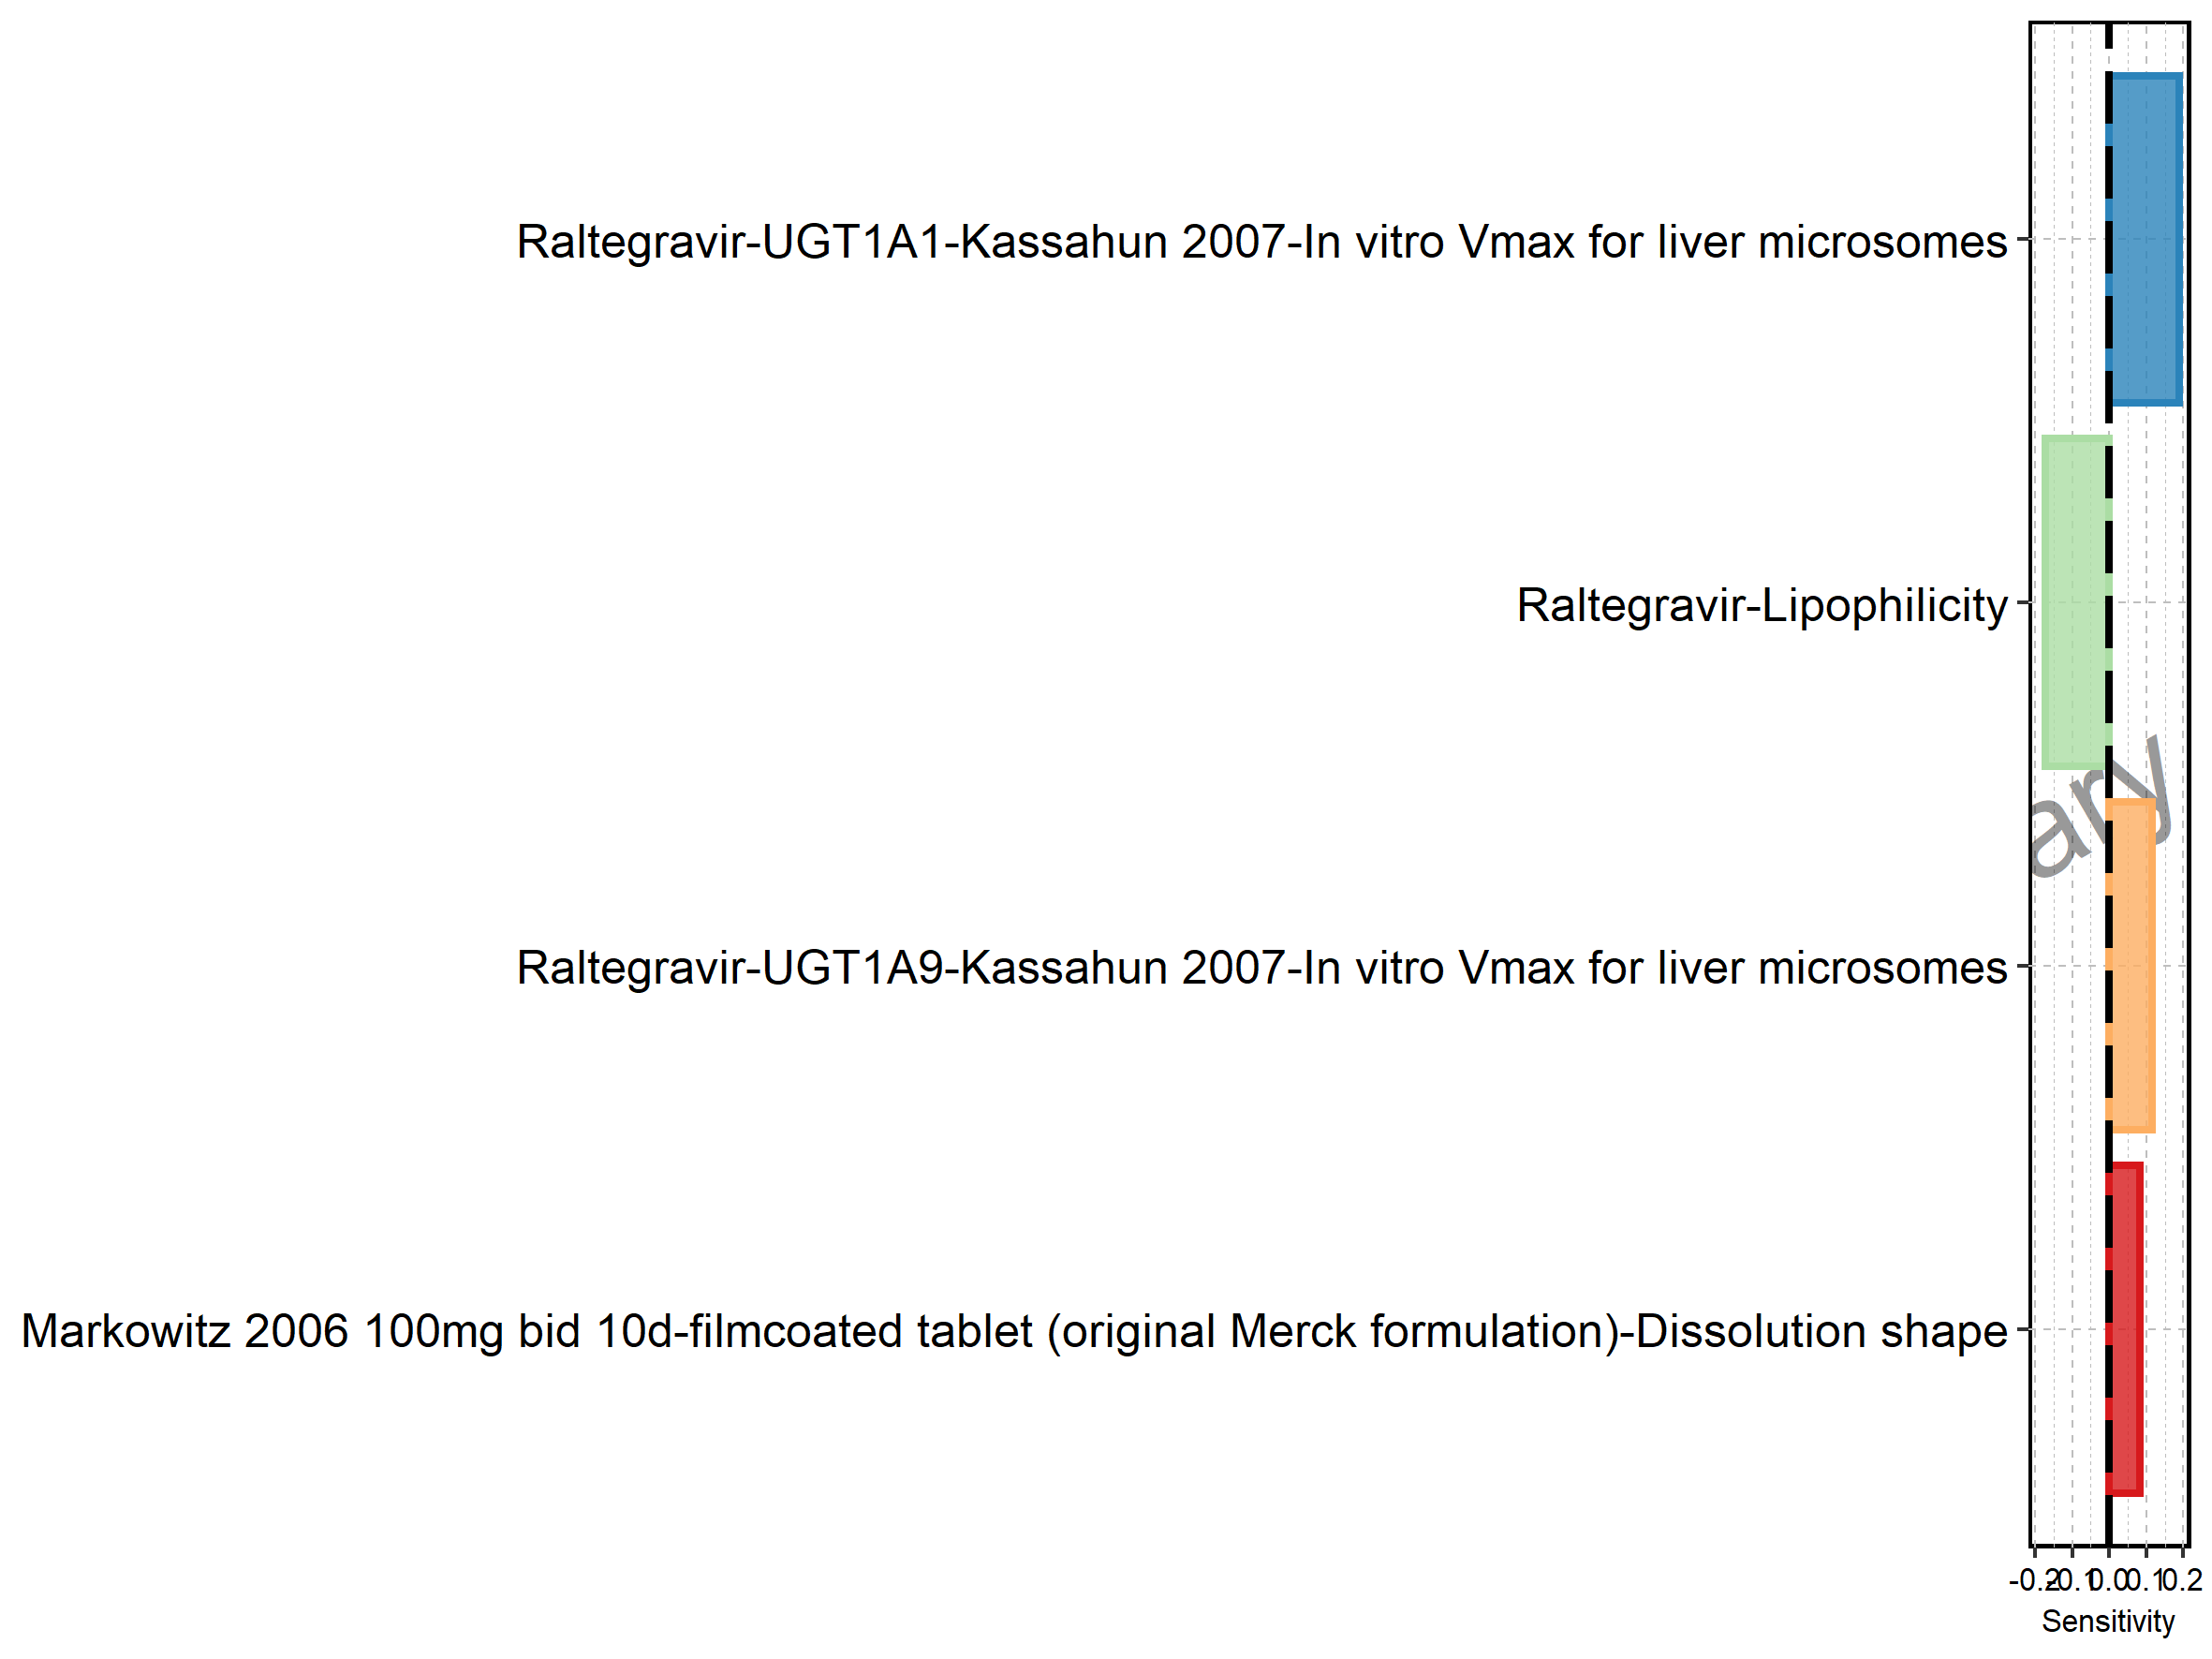 Raltegravir-UGT1A1-Kassahun 2007-In vitro Vmax for liver microsomes
Raltegravir-Lipophilicity
ary
Raltegravir-UGT1A9-Kassahun 2007-In vitro Vmax for liver microsomes
Markowitz 2006 100mg bid 10d-filmcoated tablet (original Merck formulation)-Dissolution shape
-0.2 -0.1 0.0 0.1 0.2
Sensitivity